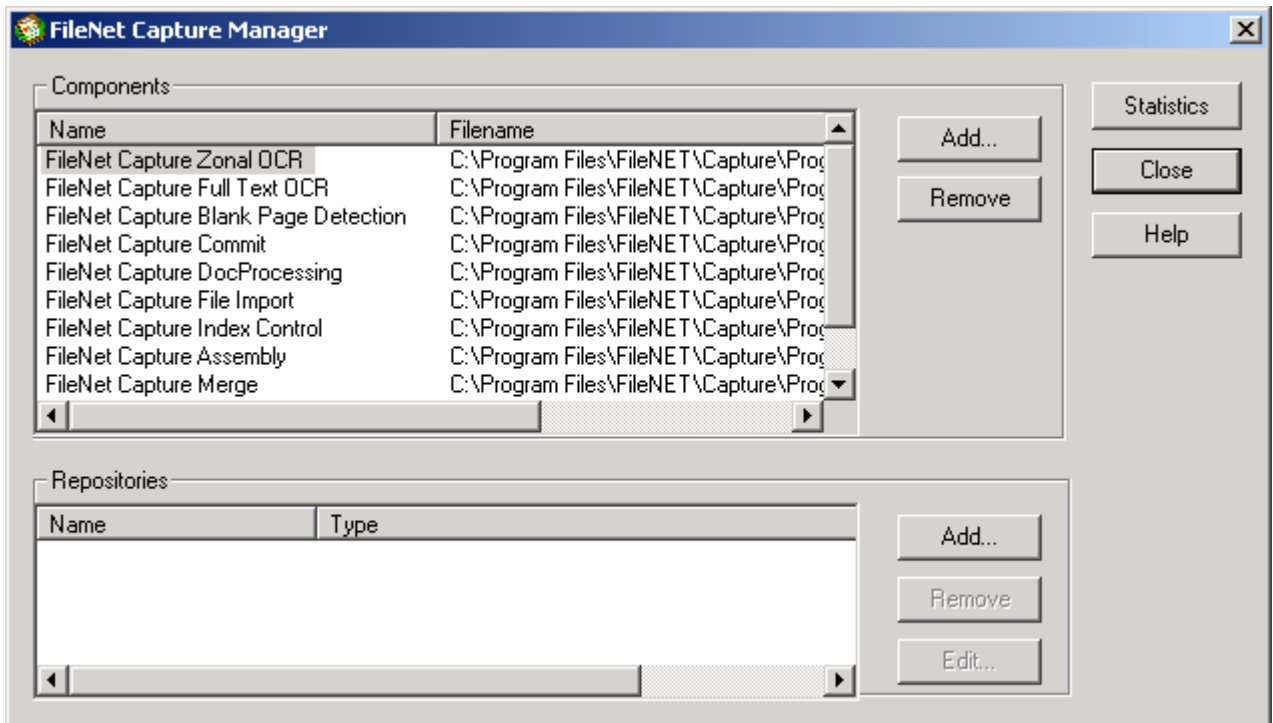 FileNet Capture Manager
Components
Name Filename
FileNet Capture Zonal OCR C:\Program Files\FileNET\Capture\Prog
FileNet Capture Full Text OCR C:\Program Files\FileNET\Capture\Prog
FileNet Capture Blank Page Detection C:\Program Files\FileNET\Capture\Prog
FileNet Capture Commit C:\Program Files\FileNET\Capture\Prog
FileNet Capture DocProcessing C:\Program Files\FileNET\Capture\Prog
FileNet Capture File Import C:\Program Files\FileNET\Capture\Prog
FileNet Capture Index Control C:\Program Files\FileNET\Capture\Prog
FileNet Capture Assembly C:\Program Files\FileNET\Capture\Prog
FileNet Capture Merge C:\Program Files\FileNET\Capture\Prog
Add...
Remove
Statistics
Close
Help
Repositories
Name Type
Add...
Remove
Edit...